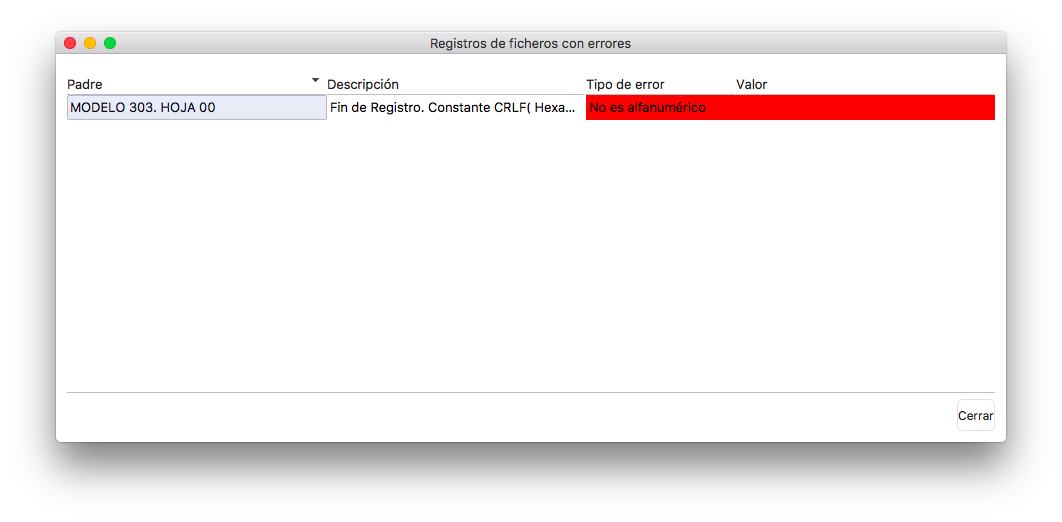 Registros de ficheros con errores
Padre Descripción Tipo de error Valor
MODELO 303. HOJA 00 Fin de Registro. Constante CRLF( Hexa... No es alfanumérico
Cerrar